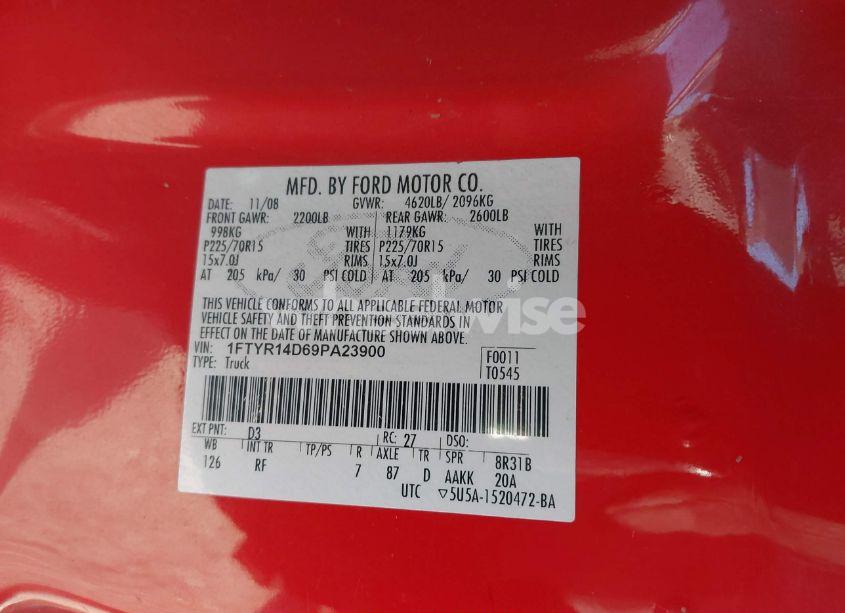 MFD. BY FORD MOTOR CO.
DATE: 11/08 GVWR: 4620LB/ 2096KG
FRONT GAWR: 2200LB REAR GAWR: 2600LB
998KG WITH 1179KG WITH
P225/70R15 TIRES P225/70R15 TIRES
15x7.0J RIMS 15x7.0J RIMS
AT 205 kPa/ 30 PSI COLD AT 205 kPa/ 30 PSI COLD
THIS VEHICLE CONFORMS TO ALL APPLICABLE FEDERAL MOTOR
VEHICLE SAFETY AND THEFT PREVENTION STANDARDS IN
EFFECT ON THE DATE OF MANUFACTURE SHOWN ABOVE.
VIN: 1FTYR14D69PA23900 F0011
TYPE: Truck T0545
EXT PNT: D3 RC: 27 DSO:
WB INT TR TP/PS R AXLE TR SPR 8R31B
126 RF 7 87 D AAKK 20A
UTC ▽5U5A-1520472-BA